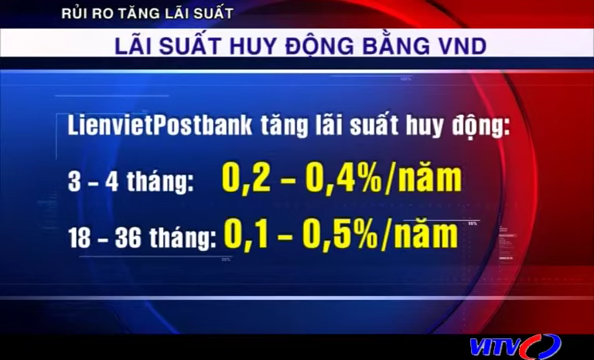 RỦI RO TĂNG LÃI SUẤT
LÃI SUẤT HUY ĐỘNG BẰNG VND
LienvietPostbank tăng lãi suất huy động:
3 – 4 tháng: 0,2 – 0,4%/năm
18 – 36 tháng: 0,1 – 0,5%/năm
VITV